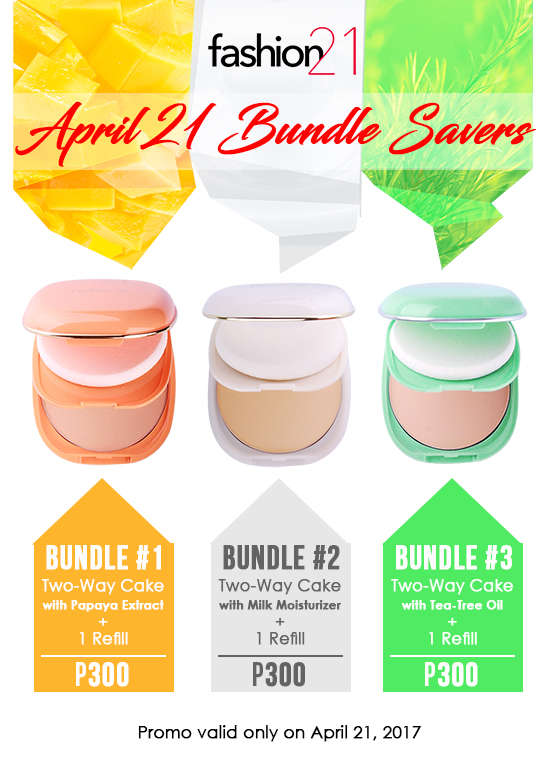 fashion21
April 21 Bundle Savers
fashion 21
BUNDLE #1
Two-Way Cake
with Papaya Extract
+
1 Refill
P300
BUNDLE #2
Two-Way Cake
with Milk Moisturizer
+
1 Refill
P300
BUNDLE #3
Two-Way Cake
with Tea-Tree Oil
+
1 Refill
P300
Promo valid only on April 21, 2017